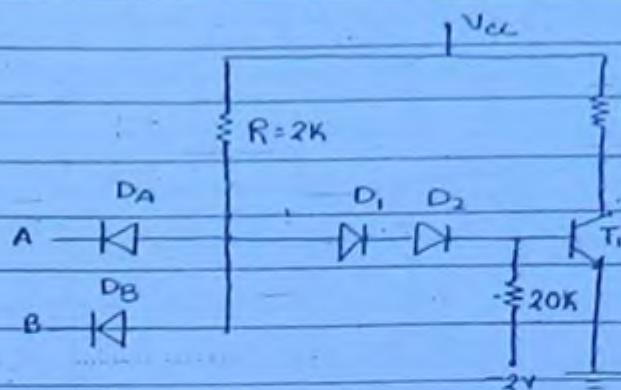 Vcc
R = 2K
DA
D1 D2
A
T1
DB
20K
B
-2V